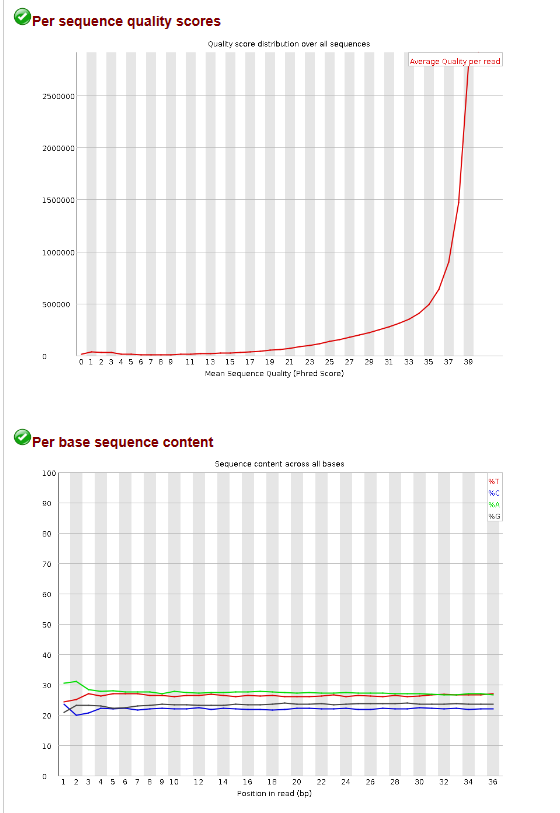 Per sequence quality scores
Quality score distribution over all sequences
Average Quality per read
2500000
2000000
1500000
1000000
500000
0
0 1 2 3 4 5 6 7 8 9 11 13 15 17 19 21 23 25 27 29 31 33 35 37 39
Mean Sequence Quality (Phred Score)
Per base sequence content
Sequence content across all bases
100
%T
%C
%A
%G
90
80
70
60
50
40
30
20
10
0
1 2 3 4 5 6 7 8 9 10 12 14 16 18 20 22 24 26 28 30 32 34 36
Position in read (bp)